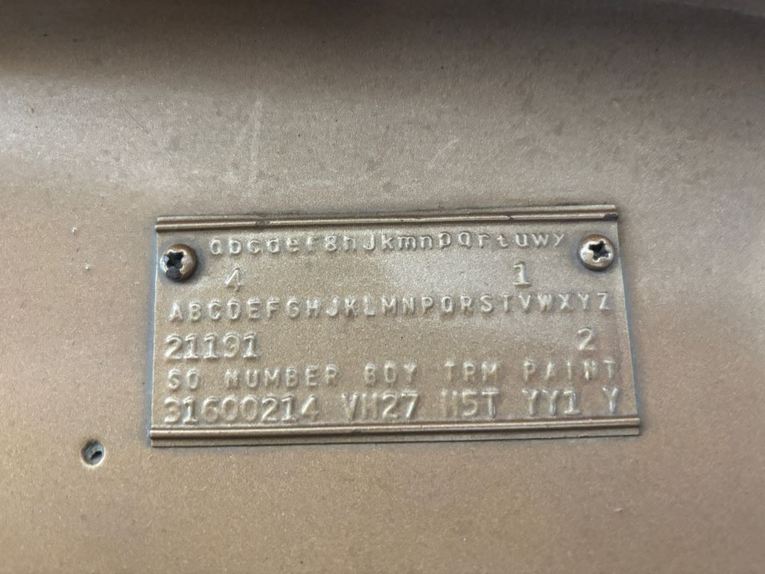 abcdefghJkmnpqrtuwy
4 1
ABCDEFGHJKLMNPQRSTVWXYZ
21191 2
SO NUMBER BDY TRM PAINT
31600214 VH27 H5T YY1 Y